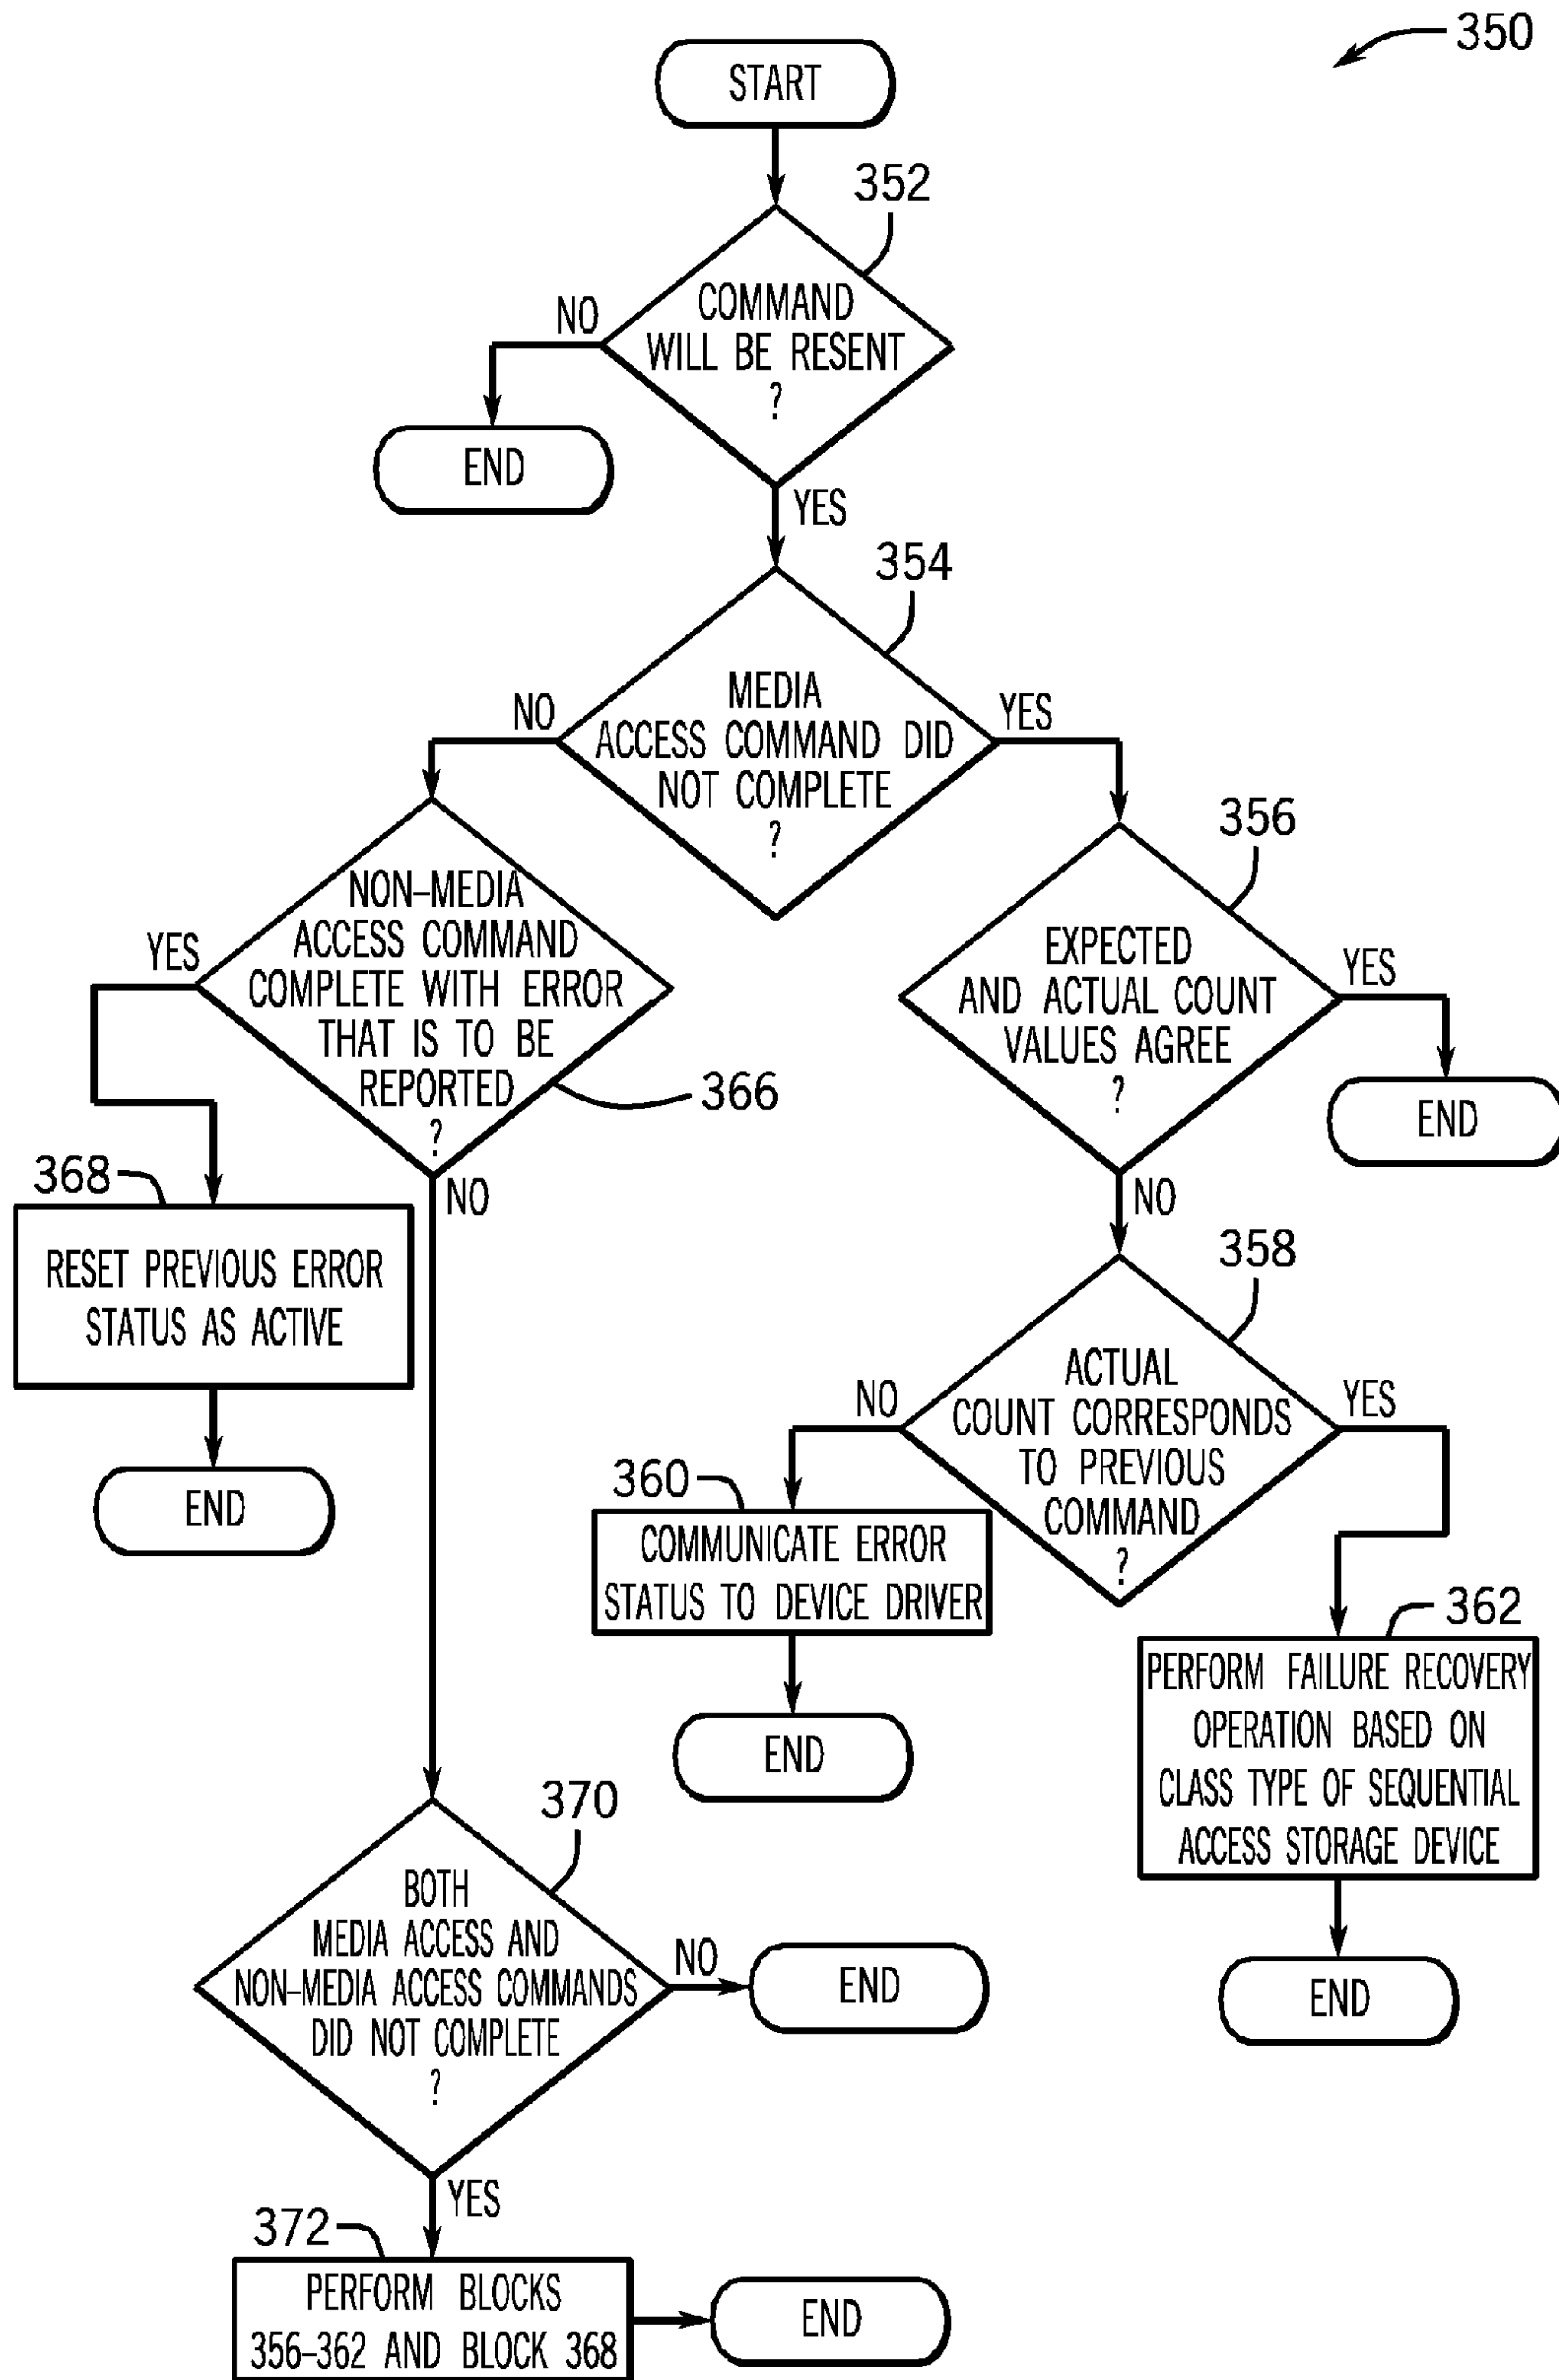 350
START
352
COMMAND
WILL BE RESENT
?
NO
END
YES
354
MEDIA
ACCESS COMMAND DID
NOT COMPLETE
?
NO
YES
356
NON–MEDIA
ACCESS COMMAND
COMPLETE WITH ERROR
THAT IS TO BE
REPORTED
?
YES
366
NO
EXPECTED
AND ACTUAL COUNT
VALUES AGREE
?
YES
END
NO
368
RESET PREVIOUS ERROR
STATUS AS ACTIVE
END
358
ACTUAL
COUNT CORRESPONDS
TO PREVIOUS
COMMAND
?
NO
YES
360
COMMUNICATE ERROR
STATUS TO DEVICE DRIVER
END
362
PERFORM FAILURE RECOVERY
OPERATION BASED ON
CLASS TYPE OF SEQUENTIAL
ACCESS STORAGE DEVICE
END
370
BOTH
MEDIA ACCESS AND
NON–MEDIA ACCESS COMMANDS
DID NOT COMPLETE
?
NO
END
YES
372
PERFORM BLOCKS
356–362 AND BLOCK 368
END